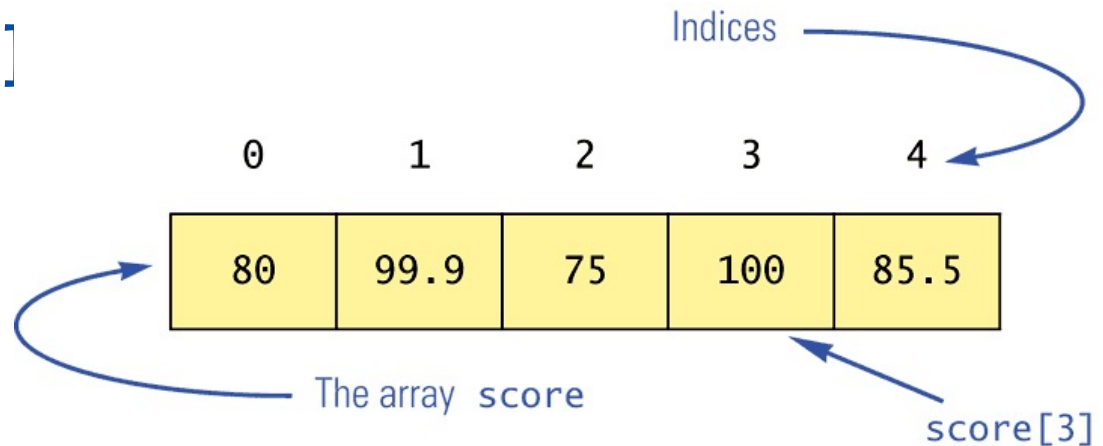 ]
Indices
0 1 2 3 4
80 99.9 75 100 85.5
The array score
score[3]